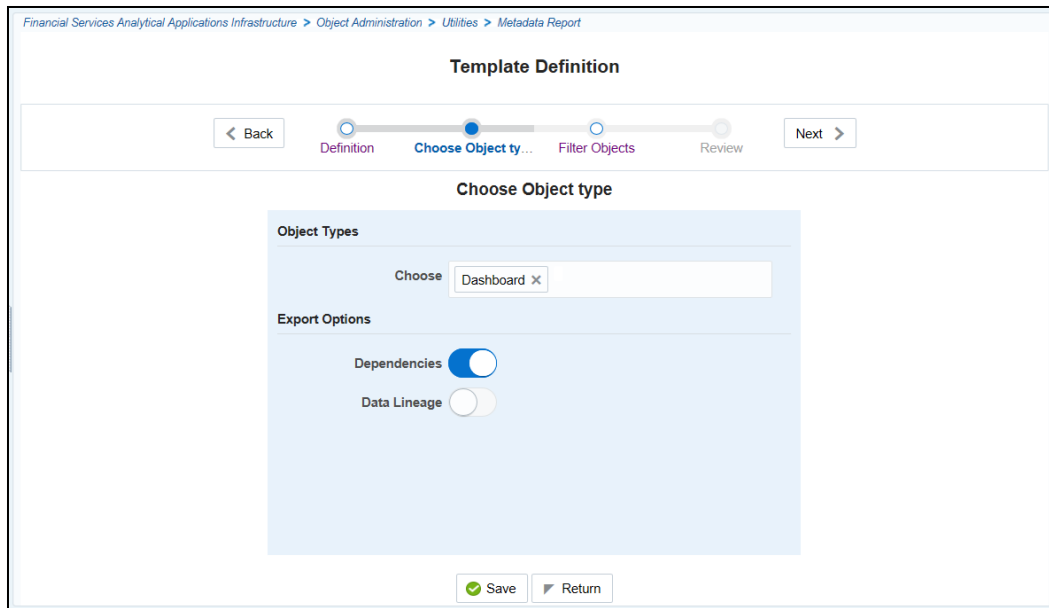 Financial Services Analytical Applications Infrastructure > Object Administration > Utilities > Metadata Report
Template Definition
Back
Definition
Choose Object ty...
Filter Objects
Review
Next
Choose Object type
Object Types
Choose
Dashboard
Export Options
Dependencies
Data Lineage
Save
Return